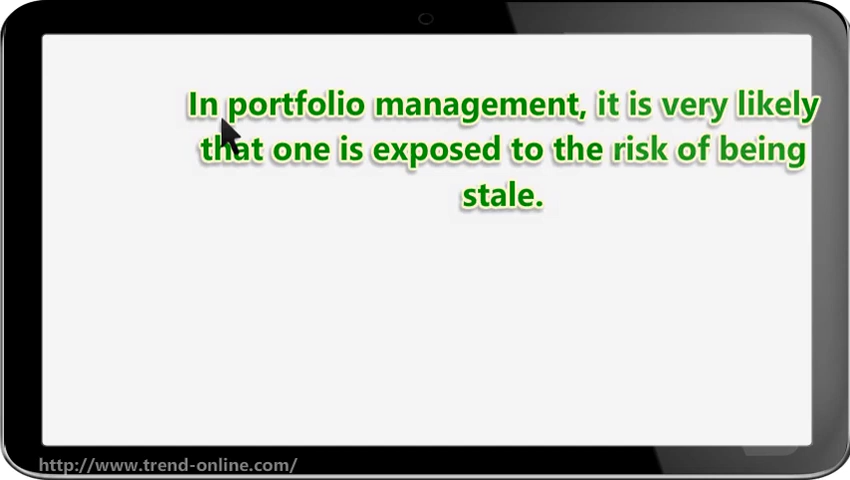 In portfolio management, it is very likely
that one is exposed to the risk of being
stale.
http://www.trend-online.com/